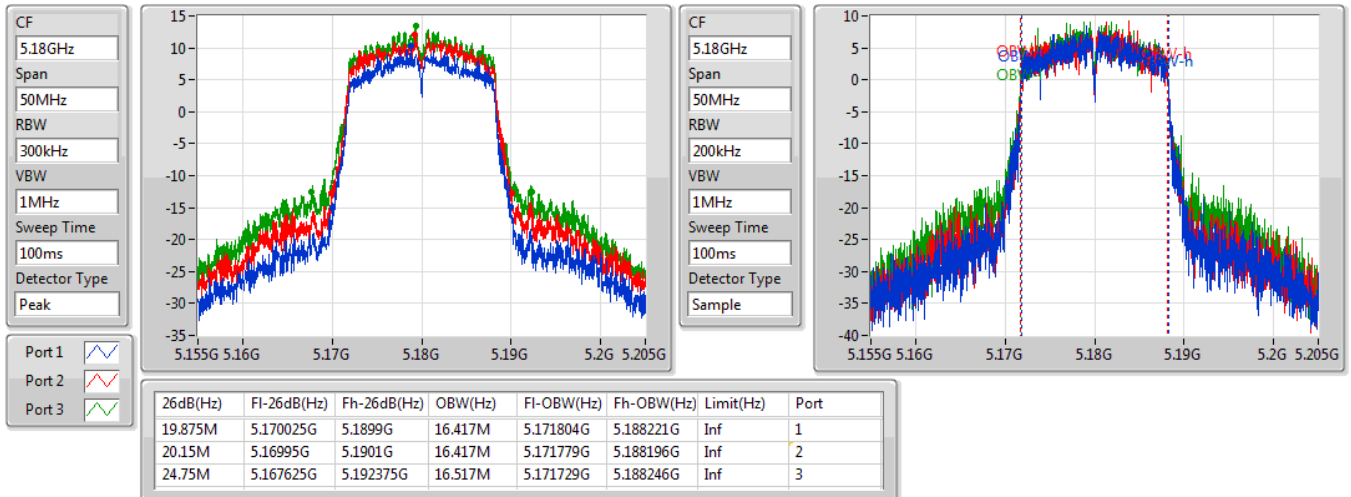 CF
5.18GHz
Span
50MHz
RBW
300kHz
VBW
1MHz
Sweep Time
100ms
Detector Type
Peak
15
10
5
0
-5
-10
-15
-20
-25
-30
-35
5.155G 5.16G 5.17G 5.18G 5.19G 5.2G 5.205G
CF
5.18GHz
Span
50MHz
RBW
200kHz
VBW
1MHz
Sweep Time
100ms
Detector Type
Sample
10
5
0
-5
-10
-15
-20
-25
-30
-35
-40
5.155G 5.16G 5.17G 5.18G 5.19G 5.2G 5.205G
Port 1
Port 2
Port 3
26dB(Hz) Fl-26dB(Hz) Fh-26dB(Hz) OBW(Hz) Fl-OBW(Hz) Fh-OBW(Hz) Limit(Hz) Port
19.875M 5.170025G 5.1899G 16.417M 5.171804G 5.188221G Inf 1
20.15M 5.16995G 5.1901G 16.417M 5.171779G 5.188196G Inf 2
24.75M 5.167625G 5.192375G 16.517M 5.171729G 5.188246G Inf 3